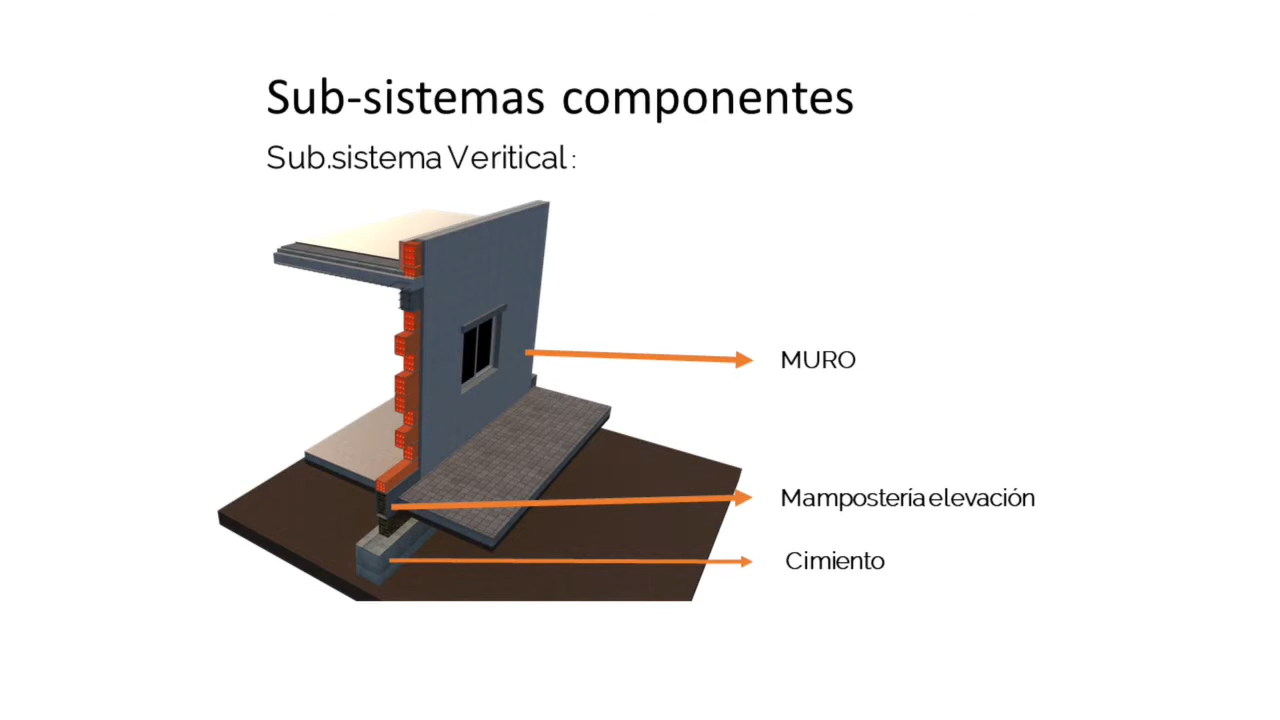 Sub-sistemas componentes
Sub.sistema Veritical :
MURO
Mampostería elevación
Cimiento